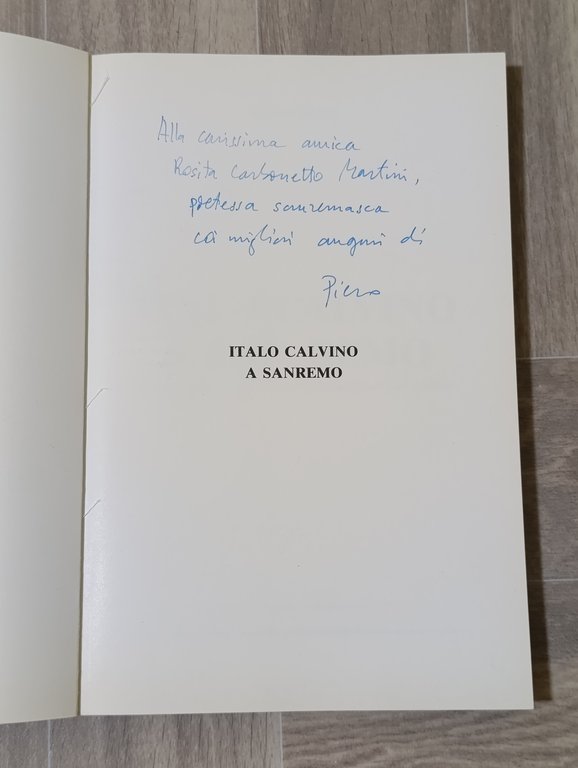 Alla carissima amica
Rosita Carbonetto Martini,
poetessa sanremasca
coi migliori auguri di
Piero
ITALO CALVINO
A SANREMO